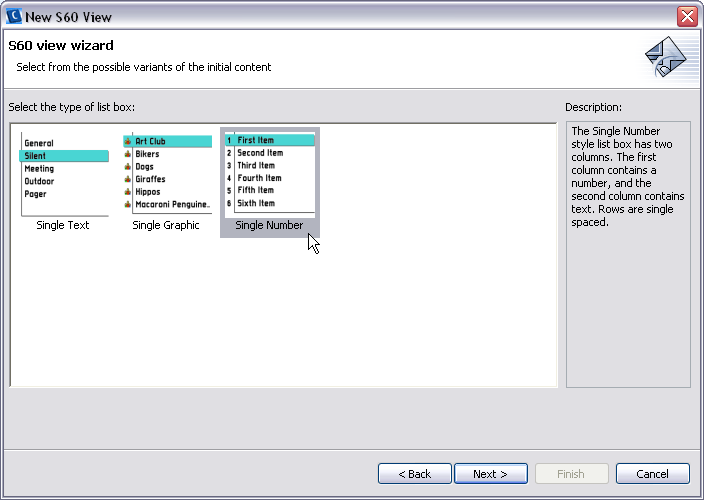 New S60 View
S60 view wizard
Select from the possible variants of the initial content
Select the type of list box:
General
Silent
Meeting
Outdoor
Pager
Single Text
Art Club
Bikers
Dogs
Giraffes
Hippos
Macaroni Penguine..
Single Graphic
1 First Item
2 Second Item
3 Third Item
4 Fourth Item
5 Fifth Item
6 Sixth Item
Single Number
Description:
The Single Number
style list box has two
columns. The first
column contains a
number, and the
second column contains
text. Rows are single
spaced.
< Back
Next >
Finish
Cancel